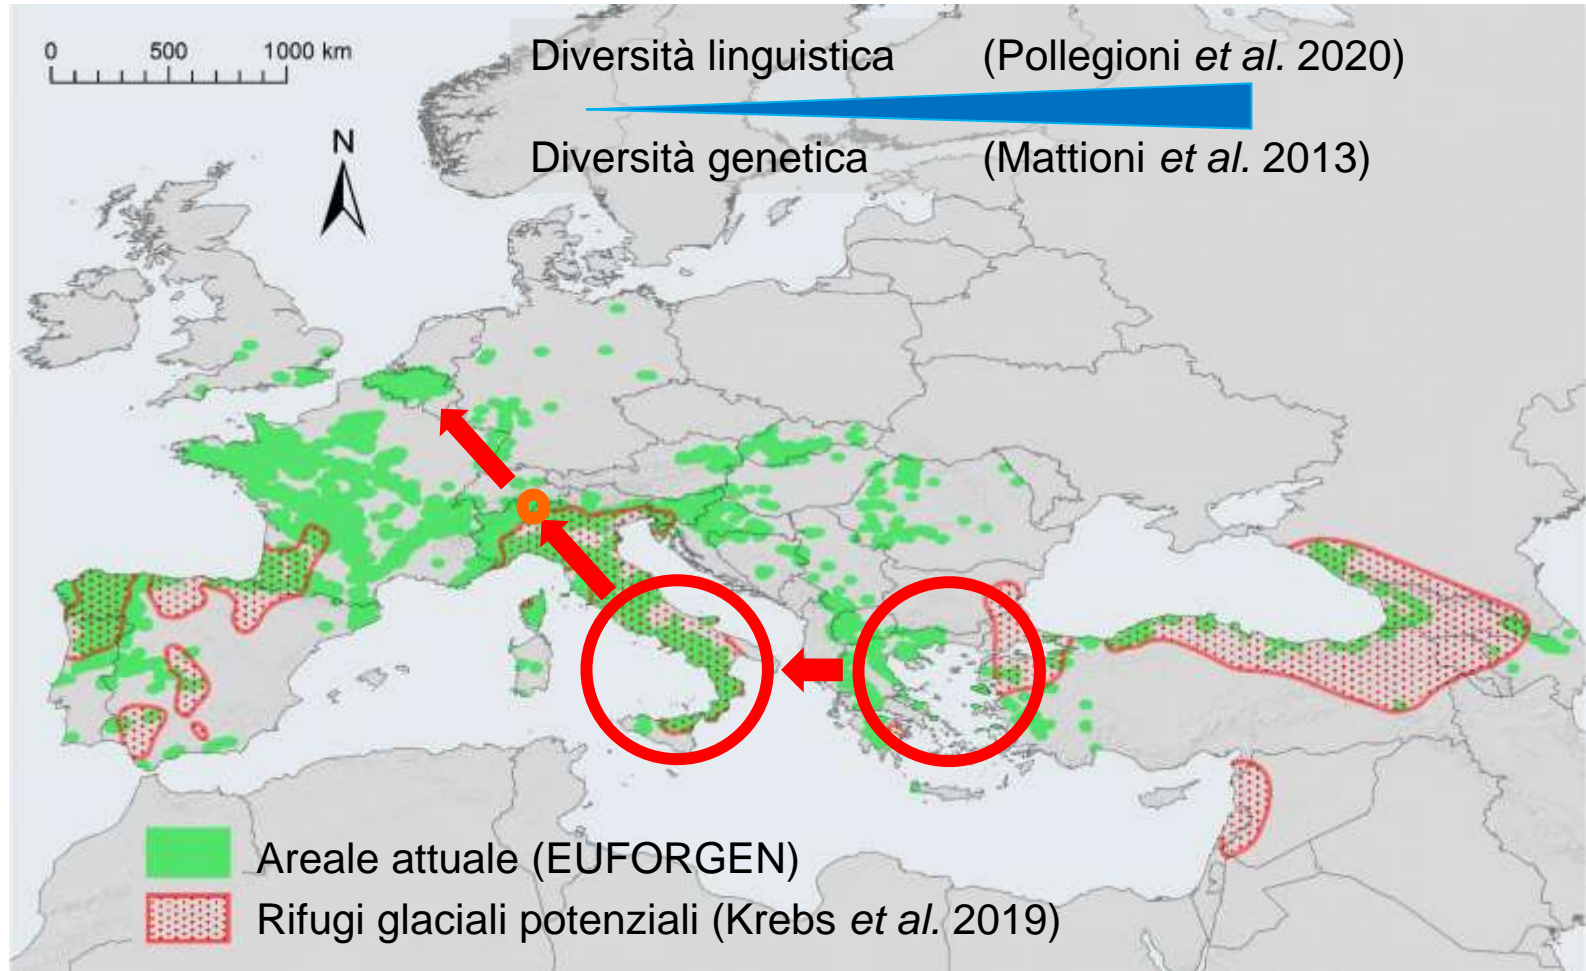 0 500 1000 km
Diversità linguistica (Pollegioni et al. 2020)
N
Diversità genetica (Mattioni et al. 2013)
Areale attuale (EUFORGEN)
Rifugi glaciali potenziali (Krebs et al. 2019)